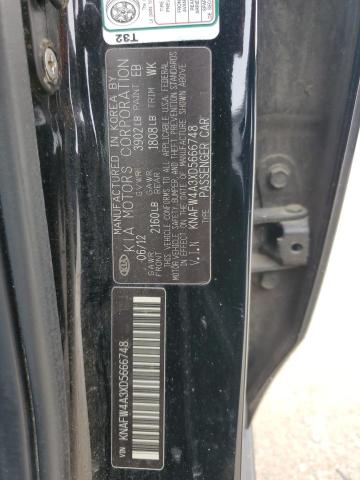 MANUFACTURED IN KOREA BY
KIA MOTORS CORPORATION
06/12 GVWR 3902LB PAINT EB
GAWR FRONT 2160LB GAWR REAR 1808LB TRIM WK
THIS VEHICLE CONFORMS TO ALL APPLICABLE FEDERAL
MOTOR VEHICLE SAFETY, BUMPER AND THEFT PREVENTION STANDARDS
IN EFFECT ON THE DATE OF MANUFACTURE SHOWN ABOVE
V.I.N KNAFW4A3XD5666748
TYPE: PASSENGER CAR
KIA
VIN KNAFW4A3XD5666748
T32